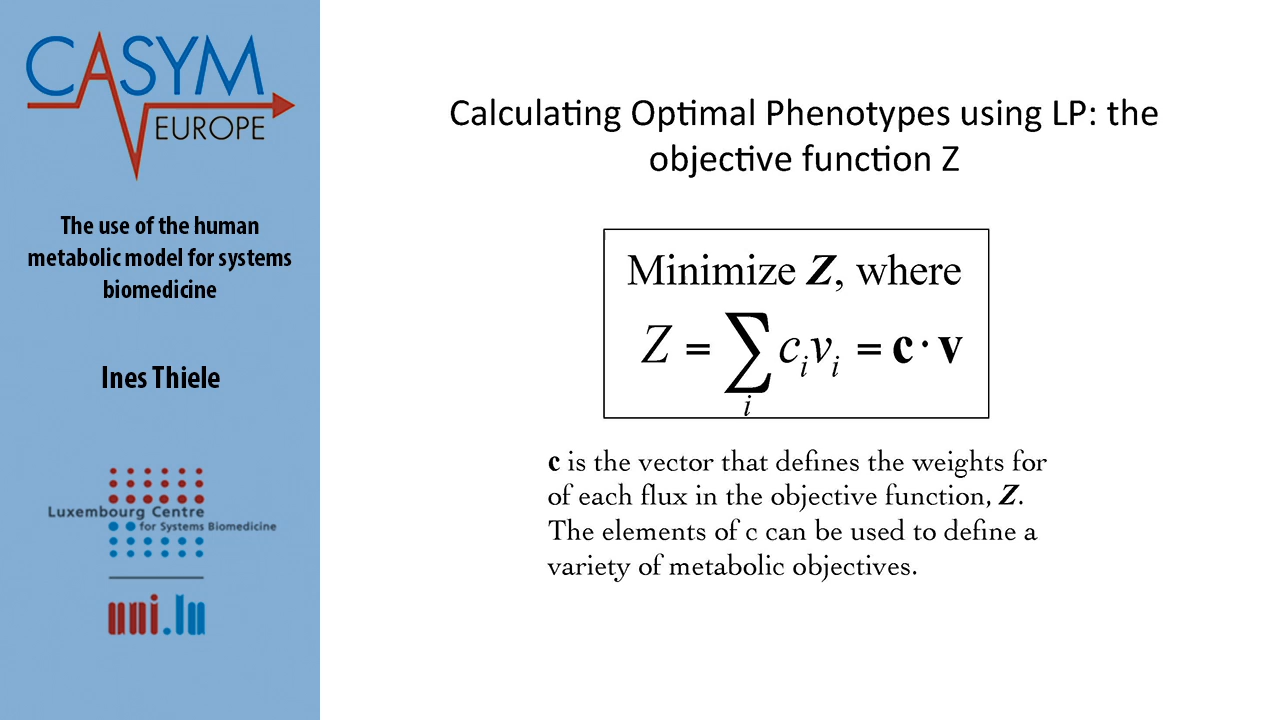 CASYM
EUROPE
The use of the human
metabolic model for systems
biomedicine
Ines Thiele
Luxembourg Centre
for Systems Biomedicine
uni.lu
Calculating Optimal Phenotypes using LP: the
objective function Z
Minimize Z, where
Z = ∑ c_i v_i = c · v
i
c is the vector that defines the weights for
of each flux in the objective function, Z.
The elements of c can be used to define a
variety of metabolic objectives.